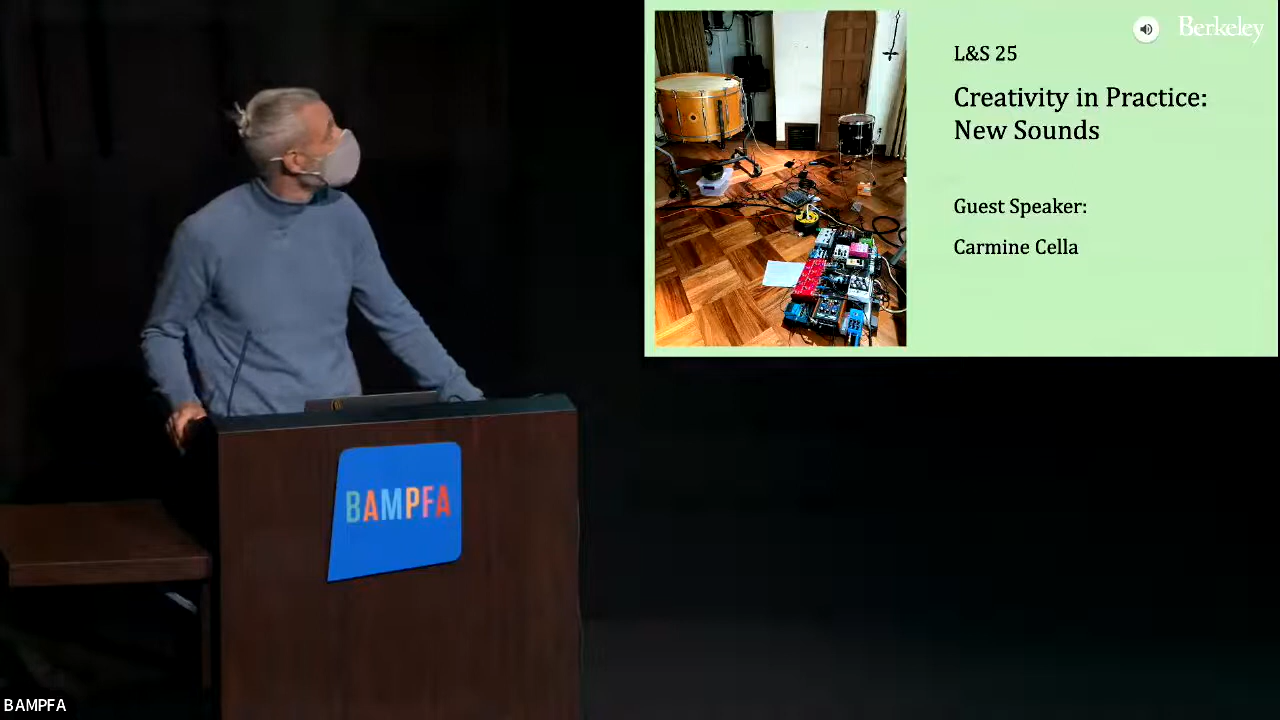 Berkeley
L&S 25
Creativity in Practice:
New Sounds
Guest Speaker:
Carmine Cella
BAMPFA
BAMPFA